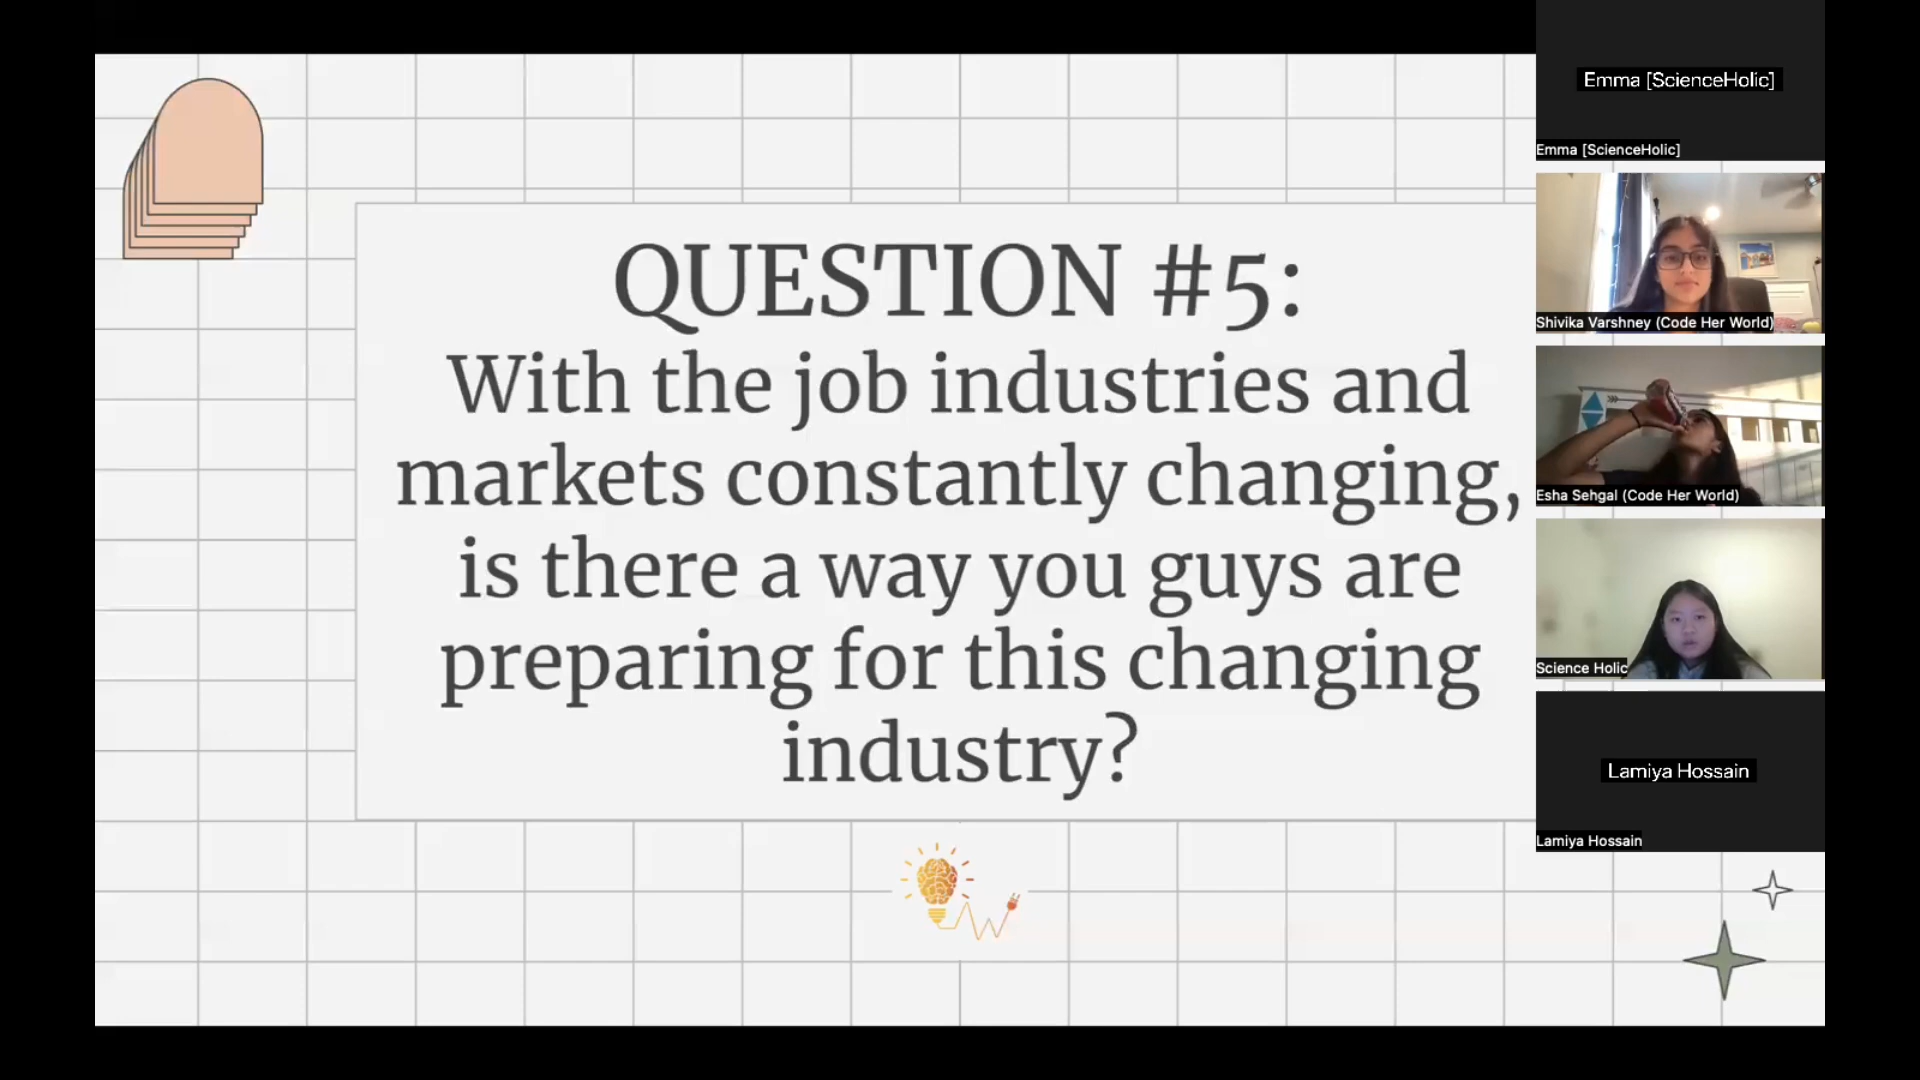 QUESTION #5:
With the job industries and
markets constantly changing,
is there a way you guys are
preparing for this changing
industry?
Emma [ScienceHolic]
Emma [ScienceHolic]
Shivika Varshney (Code Her World)
Esha Sehgal (Code Her World)
Science Holic
Lamiya Hossain
Lamiya Hossain